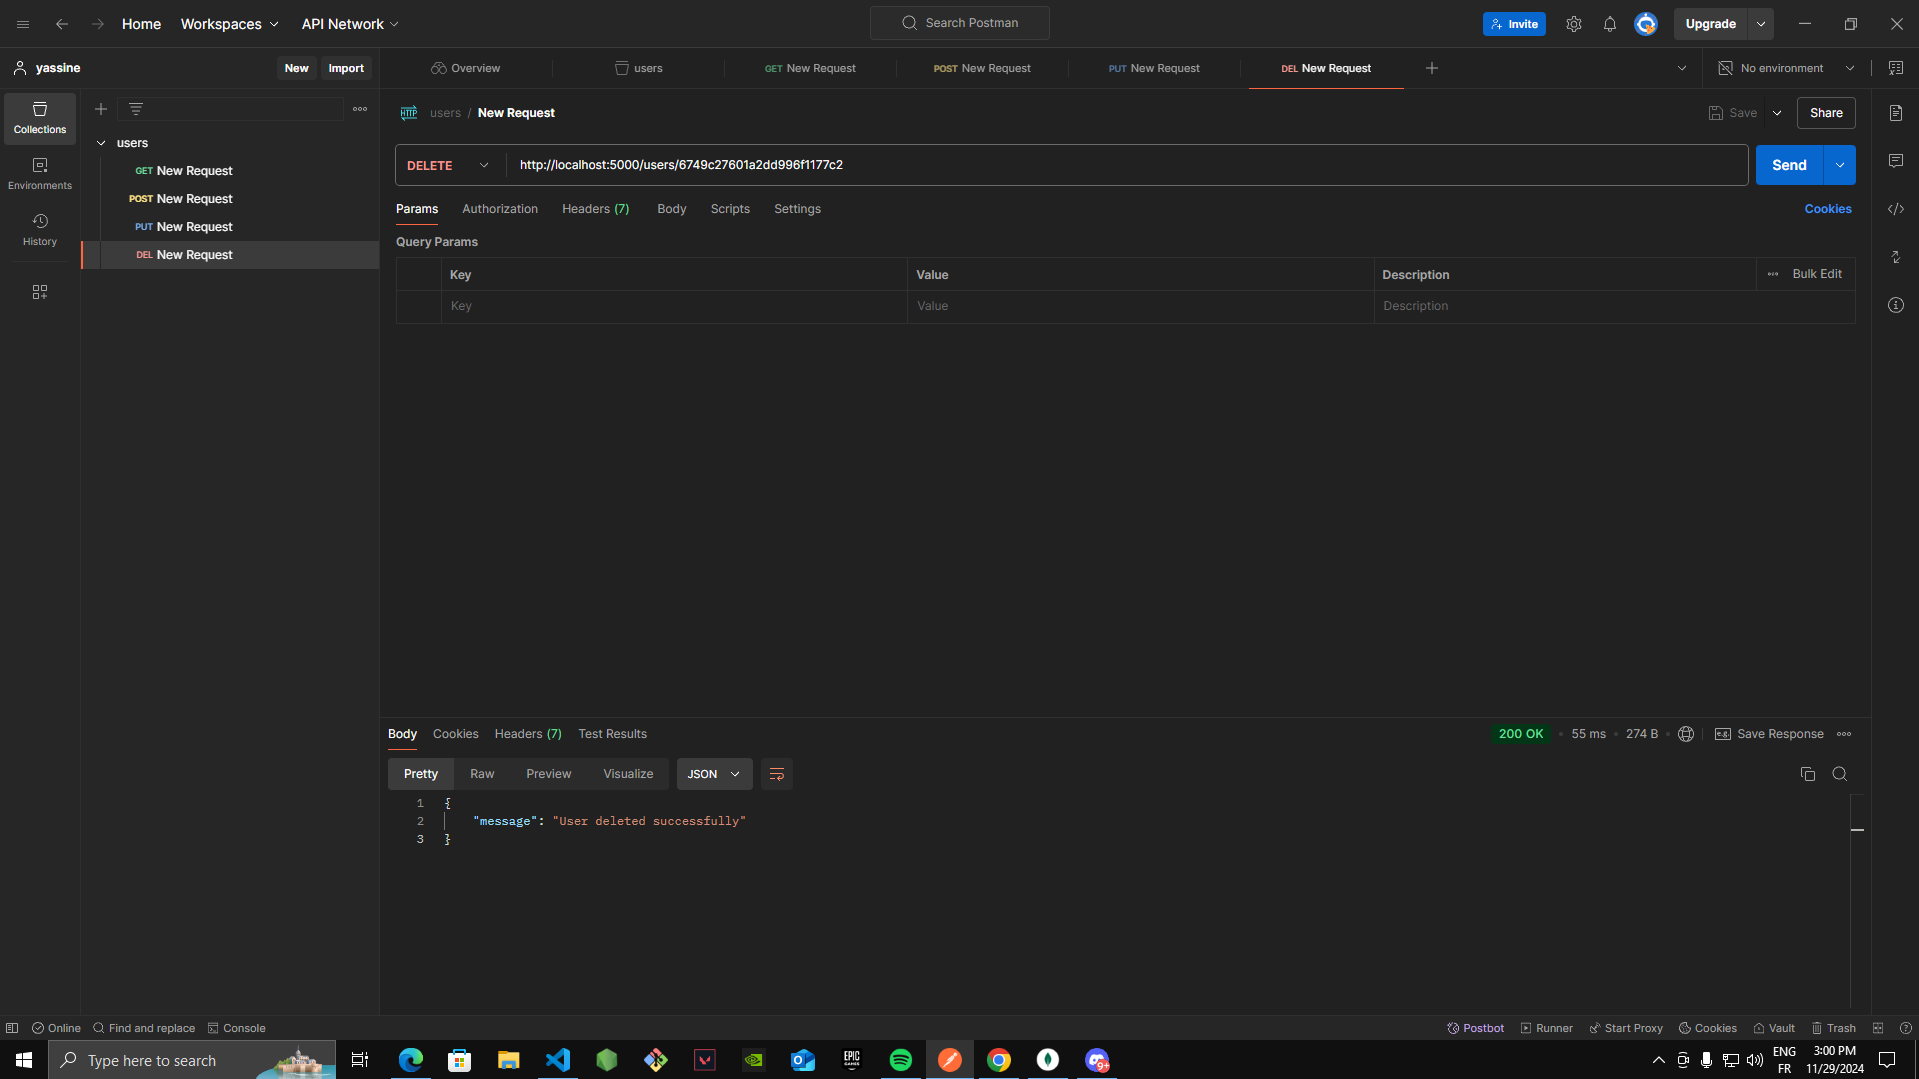 Home Workspaces API Network Search Postman Invite Upgrade
yassine New Import Overview users GET New Request POST New Request PUT New Request DEL New Request No environment
Collections
Environments
History
users
GET New Request
POST New Request
PUT New Request
DEL New Request
HTTP users / New Request Save Share
DELETE http://localhost:5000/users/6749c27601a2dd996f1177c2 Send
Params Authorization Headers (7) Body Scripts Settings Cookies
Query Params
Key Value Description Bulk Edit
Key Value Description
Body Cookies Headers (7) Test Results 200 OK 55 ms 274 B e.g. Save Response
Pretty Raw Preview Visualize JSON
1 {
2 "message": "User deleted successfully"
3 }
Online Find and replace Console Postbot Runner Start Proxy Cookies Vault Trash
Type here to search EPIC GAMES 9+ ENG FR 3:00 PM 11/29/2024